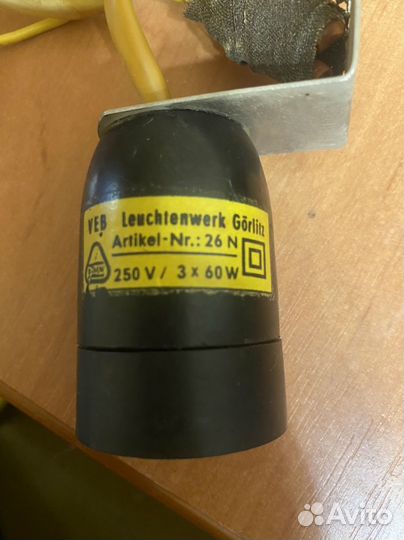 VEB Leuchtenwerk Görlitz
Artikel-Nr.: 26 N
250 V / 3 x 60 W
Avito